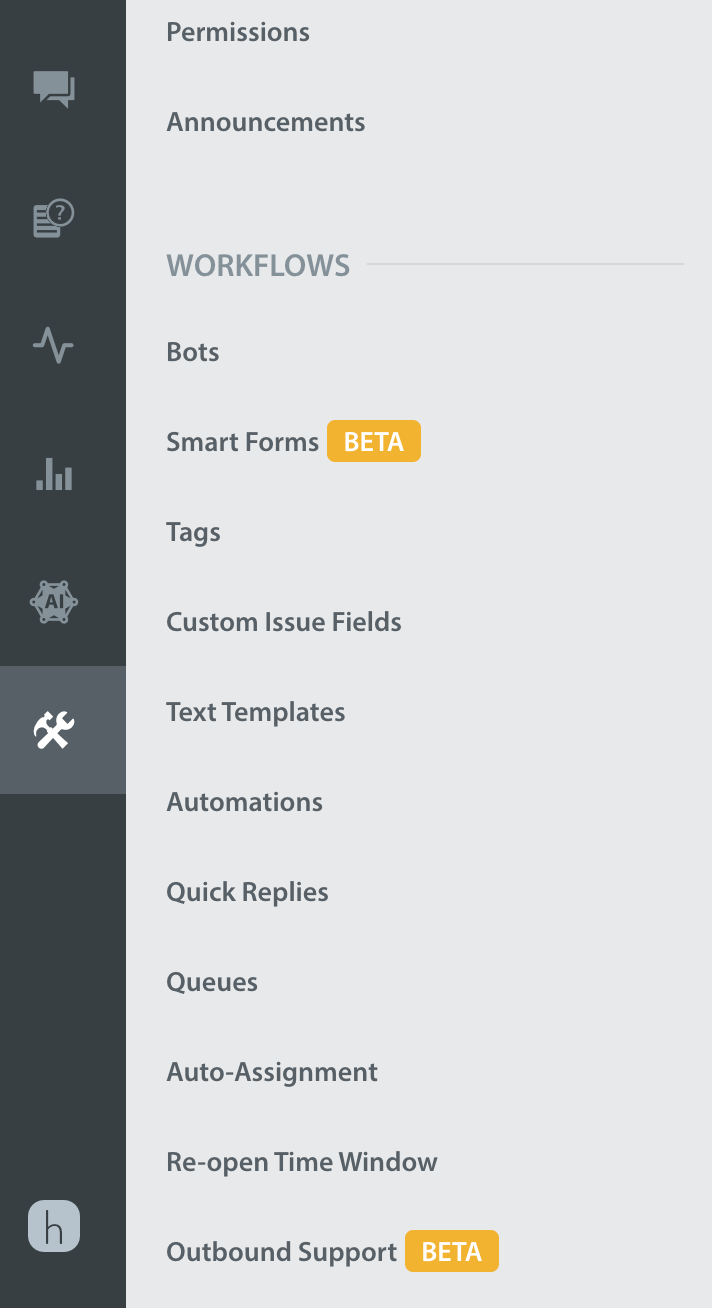 Permissions
Announcements
WORKFLOWS
Bots
Smart Forms BETA
Tags
Custom Issue Fields
Text Templates
Automations
Quick Replies
Queues
Auto-Assignment
Re-open Time Window
Outbound Support BETA
?
AI
h